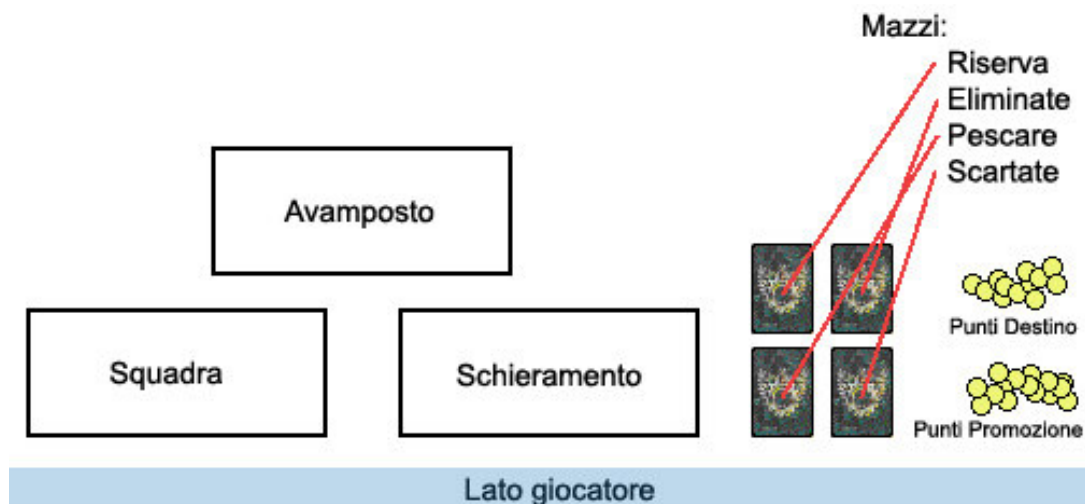 Mazzi:
Riserva
Eliminate
Pescare
Scartate
Avamposto
Squadra
Schieramento
Punti Destino
Punti Promozione
Lato giocatore